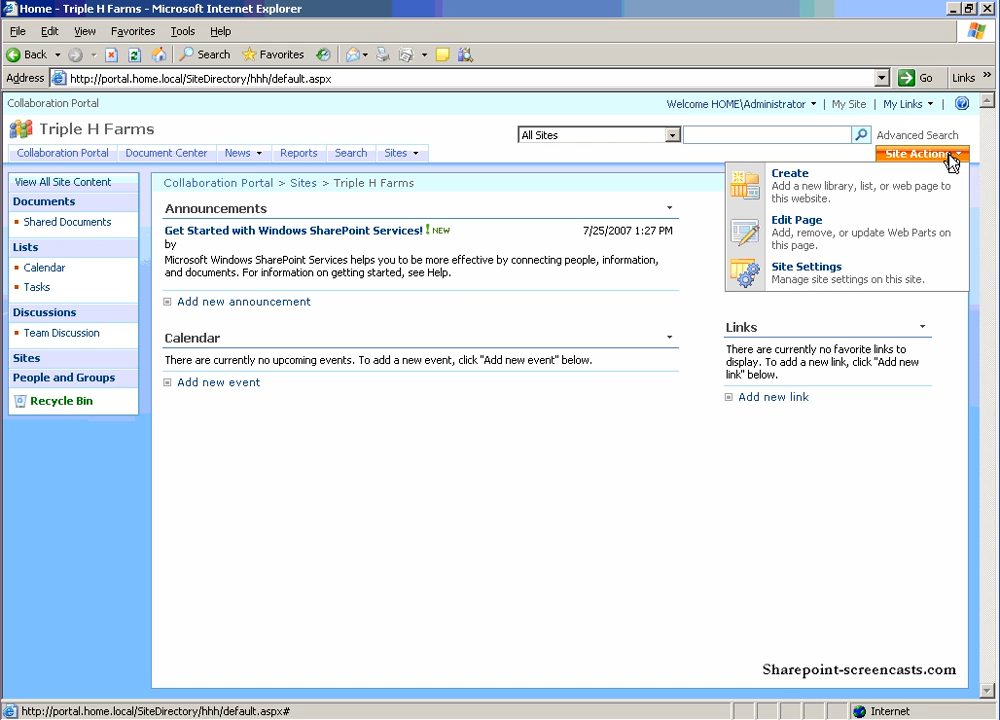 Home - Triple H Farms - Microsoft Internet Explorer
File Edit View Favorites Tools Help
Back Search Favorites
Address http://portal.home.local/SiteDirectory/hhh/default.aspx Go Links »
Collaboration Portal Welcome HOME\Administrator | My Site | My Links |
Triple H Farms All Sites Advanced Search
Collaboration Portal Document Center News Reports Search Sites Site Actions
View All Site Content
Documents
Shared Documents
Lists
Calendar
Tasks
Discussions
Team Discussion
Sites
People and Groups
Recycle Bin
Collaboration Portal > Sites > Triple H Farms
Announcements
Get Started with Windows SharePoint Services! ! NEW 7/25/2007 1:27 PM
by
Microsoft Windows SharePoint Services helps you to be more effective by connecting people, information,
and documents. For information on getting started, see Help.
Add new announcement
Calendar
There are currently no upcoming events. To add a new event, click "Add new event" below.
Add new event
Create
Add a new library, list, or web page to
this website.
Edit Page
Add, remove, or update Web Parts on
this page.
Site Settings
Manage site settings on this site.
Links
There are currently no favorite links to
display. To add a new link, click "Add new
link" below.
Add new link
Sharepoint-screencasts.com
http://portal.home.local/SiteDirectory/hhh/default.aspx# Internet